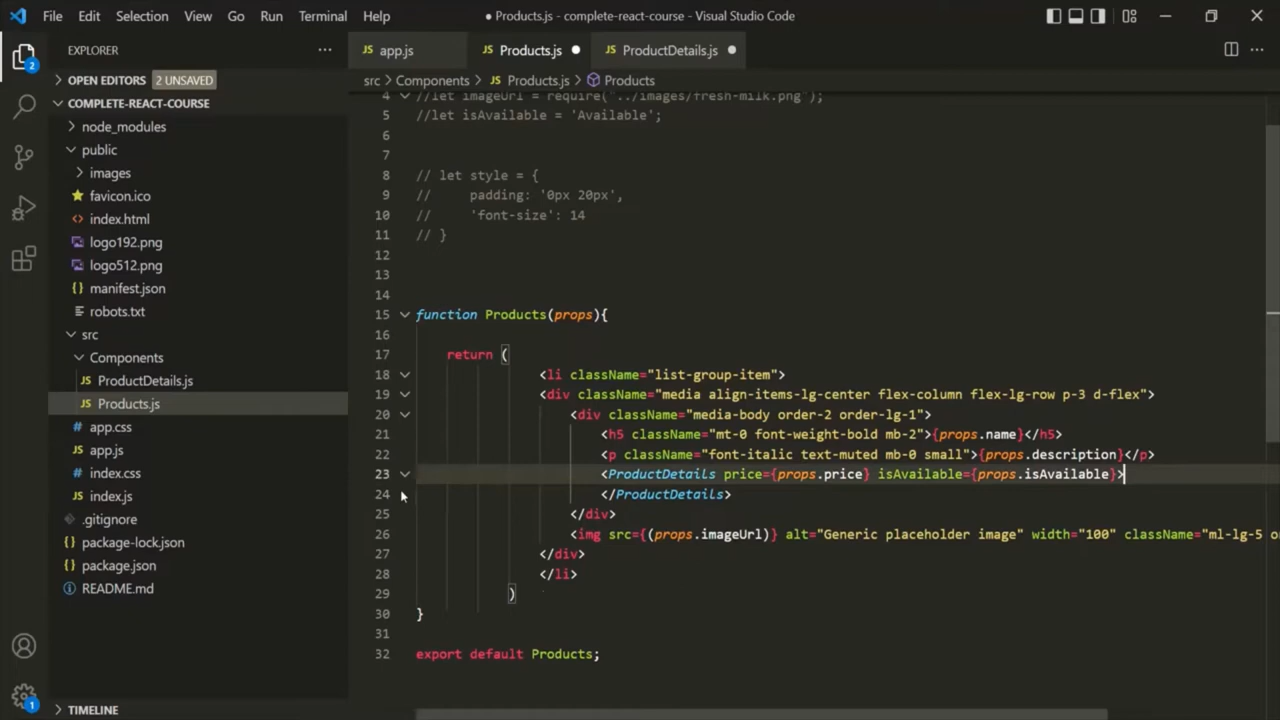 File Edit Selection View Go Run Terminal Help
● Products.js - complete-react-course - Visual Studio Code
EXPLORER
OPEN EDITORS 2 UNSAVED
COMPLETE-REACT-COURSE
node_modules
public
images
favicon.ico
index.html
logo192.png
logo512.png
manifest.json
robots.txt
src
Components
ProductDetails.js
Products.js
app.css
app.js
index.css
index.js
.gitignore
package-lock.json
package.json
README.md
TIMELINE
2
1
app.js Products.js ProductDetails.js
src > Components > Products.js > Products
4 //let imageUrl = require("../images/fresh-milk.png");
5 //let isAvailable = 'Available';
6
7
8 // let style = {
9 //     padding: '0px 20px',
10 //     'font-size': 14
11 // }
12
13
14
15 function Products(props){
16
17     return (
18                 <li className="list-group-item">
19                 <div className="media align-items-lg-center flex-column flex-lg-row p-3 d-flex">
20                     <div className="media-body order-2 order-lg-1">
21                         <h5 className="mt-0 font-weight-bold mb-2">{props.name}</h5>
22                         <p className="font-italic text-muted mb-0 small">{props.description}</p>
23                         <ProductDetails price={props.price} isAvailable={props.isAvailable}>
24                         </ProductDetails>
25                     </div>
26                     <img src={(props.imageUrl)} alt="Generic placeholder image" width="100" className="ml-lg-5 o
27                 </div>
28                 </li>
29             )
30 }
31
32 export default Products;